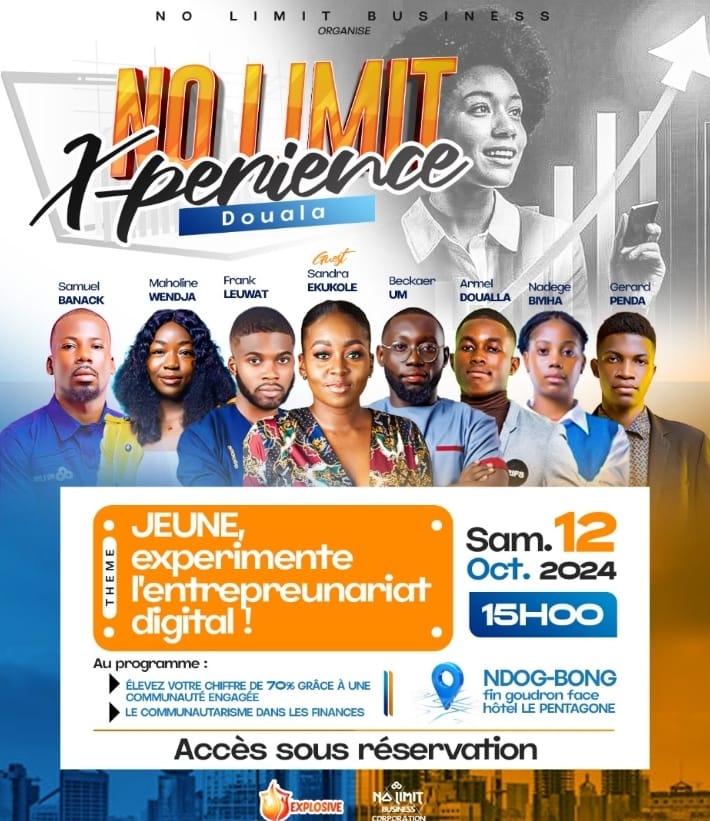 NO LIMIT BUSINESS
ORGANISE
NO LIMIT
X-perience
Douala
Guest
Samuel BANACK
Maholine WENDJA
Frank LEUWAT
Sandra EKUKOLE
Beckaer UM
Armel DOUALLA
Nadege BIYIHA
Gerard PENDA
THEME
JEUNE,
experimente
l'entrepreunariat
digital !
Sam. 12
Oct. 2024
15H00
Au programme :
ÉLEVEZ VOTRE CHIFFRE DE 70% GRÂCE À UNE
COMMUNAUTÉ ENGAGÉE
LE COMMUNAUTARISME DANS LES FINANCES
NDOG-BONG
fin goudron face
hôtel LE PENTAGONE
Accès sous réservation
EXPLOSIVE
NO LIMIT
BUSINESS
CORPORATION